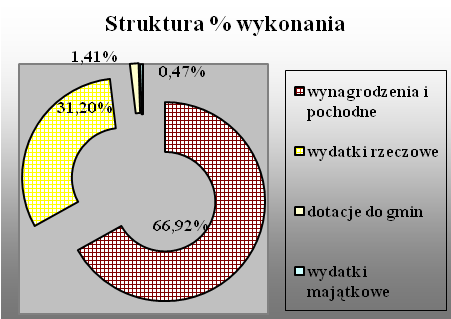 Struktura % wykonania
1,41%
0,47%
31,20%
66,92%
wynagrodzenia i
pochodne
wydatki rzeczowe
dotacje do gmin
wydatki
majątkowe